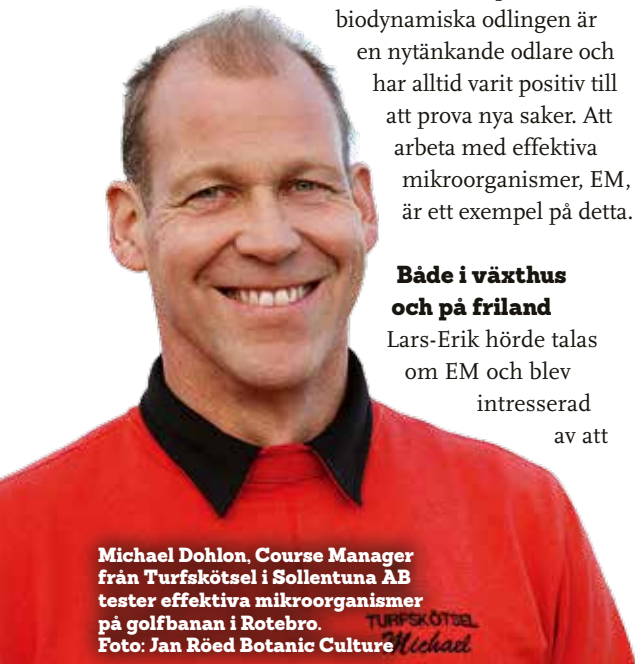 biodynamiska odlingen är
en nytänkande odlare och
har alltid varit positiv till
att prova nya saker. Att
arbeta med effektiva
mikroorganismer, EM,
är ett exempel på detta.
Både i växthus
och på friland
Lars-Erik hörde talas
om EM och blev
intresserad
av att
Michael Dohlon, Course Manager
från Turfskötsel i Sollentuna AB
tester effektiva mikroorganismer
på golfbanan i Rotebro.
Foto: Jan Röed Botanic Culture
TURFSKÖTSEL
Michael